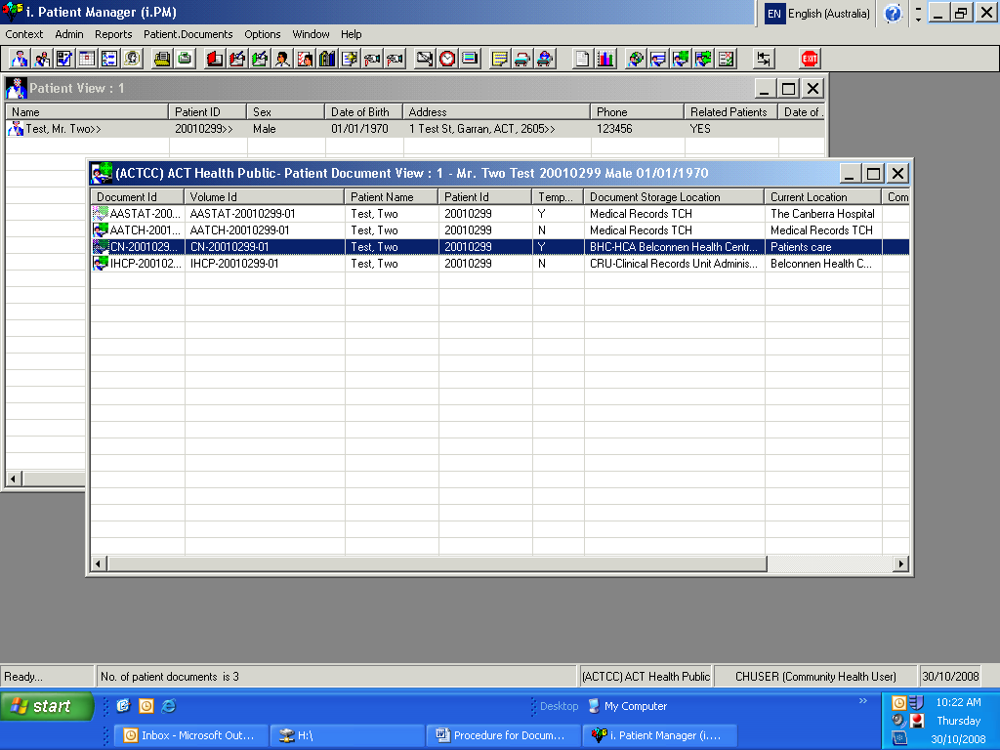 i. Patient Manager (i.PM)
EN English (Australia)
Context Admin Reports Patient.Documents Options Window Help
EXIT
Patient View : 1
Name Patient ID Sex Date of Birth Address Phone Related Patients Date of .
Test, Mr. Two>> 20010299>> Male 01/01/1970 1 Test St, Garran, ACT, 2605>> 123456 YES
(ACTCC) ACT Health Public- Patient Document View : 1 - Mr. Two Test 20010299 Male 01/01/1970
Document Id Volume Id Patient Name Patient Id Temp... Document Storage Location Current Location Com
AASTAT-200... AASTAT-20010299-01 Test, Two 20010299 Y Medical Records TCH The Canberra Hospital
AATCH-2001... AATCH-20010299-01 Test, Two 20010299 N Medical Records TCH Medical Records TCH
CN-20010299... CN-20010299-01 Test, Two 20010299 Y BHC-HCA Belconnen Health Centr... Patients care
IHCP-200102... IHCP-20010299-01 Test, Two 20010299 N CRU-Clinical Records Unit Adminis... Belconnen Health C...
Ready... No. of patient documents is 3 (ACTCC) ACT Health Public CHUSER (Community Health User) 30/10/2008
start Desktop My Computer » 10:22 AM
Thursday
Inbox - Microsoft Out... H:\ Procedure for Docum... i. Patient Manager (i.... 30/10/2008